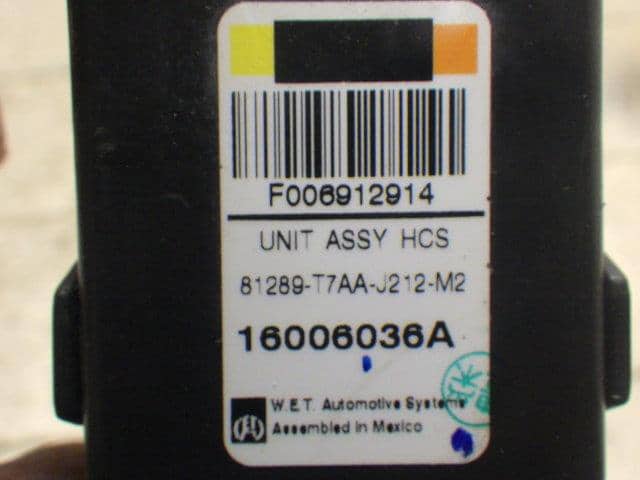 F006912914
UNIT ASSY HCS
81289-T7AA-J212-M2
16006036A
W.E.T. Automotive Systems
Assembled in Mexico